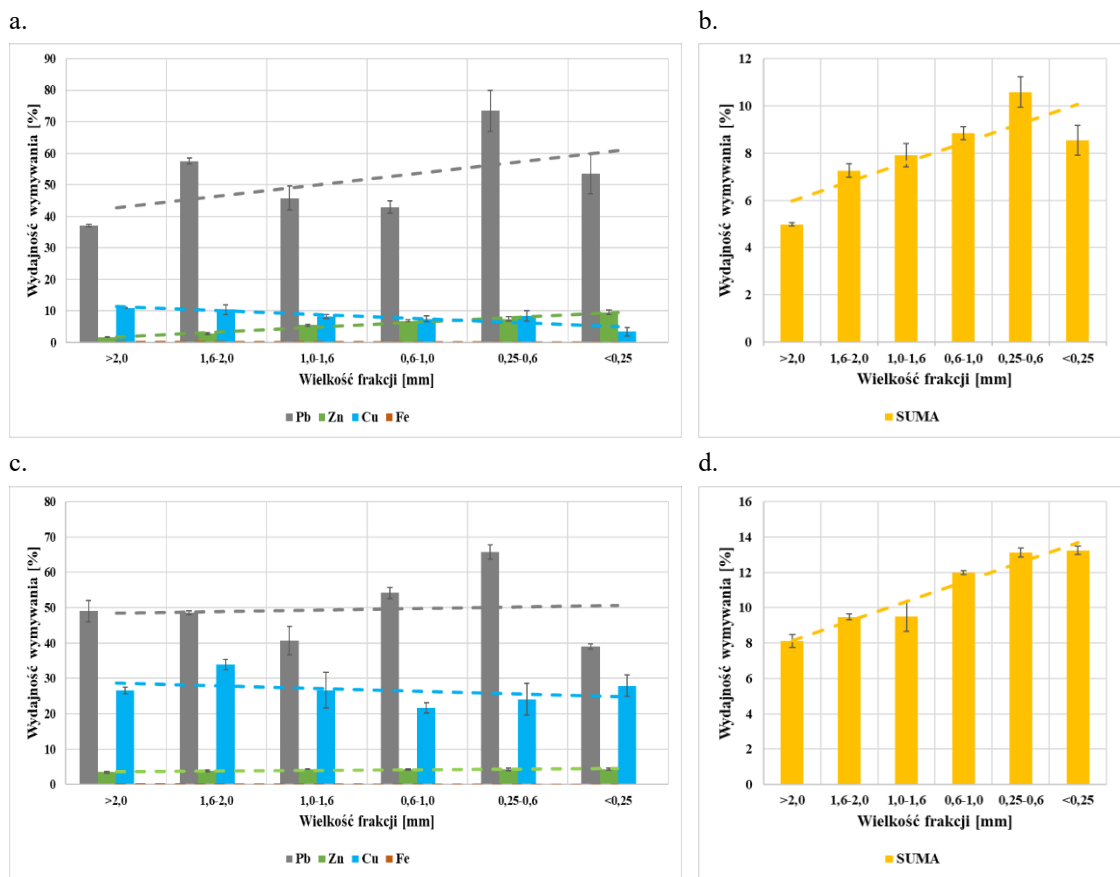 a.
Wydajność wymywania [%]
90
80
70
60
50
40
30
20
10
0
>2,0 1,6-2,0 1,0-1,6 0,6-1,0 0,25-0,6 <0,25
Wielkość frakcji [mm]
Pb Zn Cu Fe
b.
Wydajność wymywania [%]
12
10
8
6
4
2
0
>2,0 1,6-2,0 1,0-1,6 0,6-1,0 0,25-0,6 <0,25
Wielkość frakcji [mm]
SUMA
c.
Wydajność wymywania [%]
80
70
60
50
40
30
20
10
0
>2,0 1,6-2,0 1,0-1,6 0,6-1,0 0,25-0,6 <0,25
Wielkość frakcji [mm]
Pb Zn Cu Fe
d.
Wydajność wymywania [%]
16
14
12
10
8
6
4
2
0
>2,0 1,6-2,0 1,0-1,6 0,6-1,0 0,25-0,6 <0,25
Wielkość frakcji [mm]
SUMA